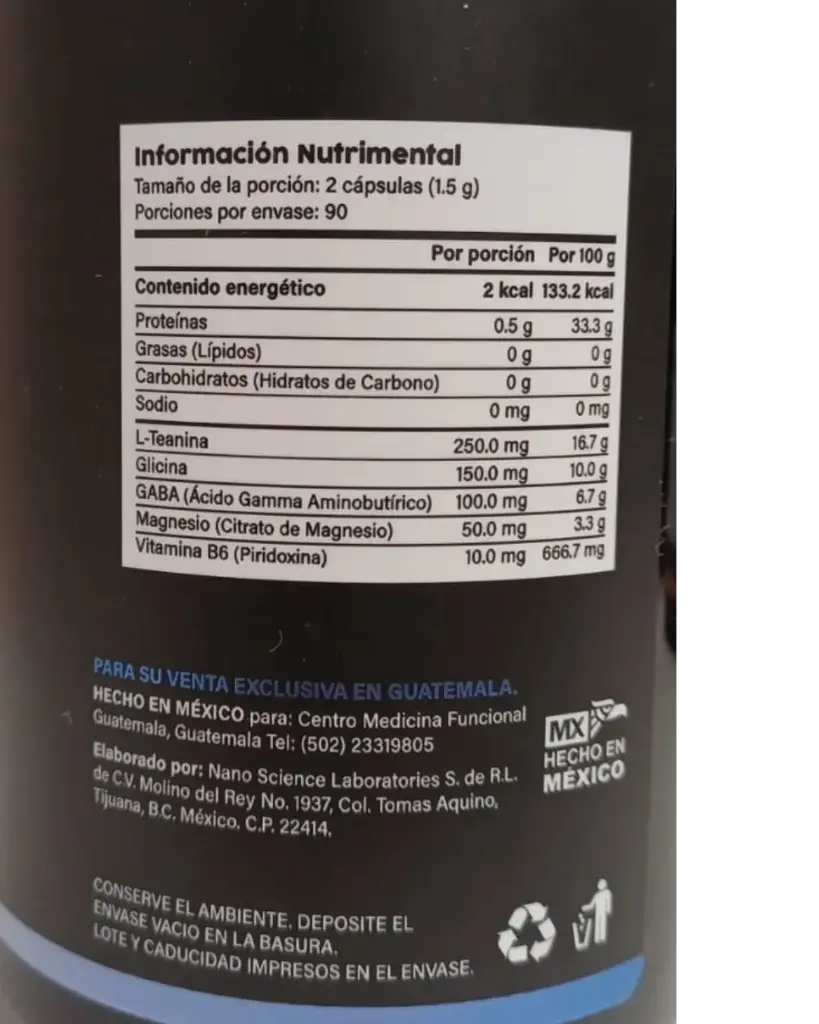 Información Nutrimental
Tamaño de la porción: 2 cápsulas (1.5 g)
Porciones por envase: 90
Por porción Por 100 g
Contenido energético 2 kcal 133.2 kcal
Proteínas 0.5 g 33.3 g
Grasas (Lípidos) 0 g 0 g
Carbohidratos (Hidratos de Carbono) 0 g 0 g
Sodio 0 mg 0 mg
L-Teanina 250.0 mg 16.7 g
Glicina 150.0 mg 10.0 g
GABA (Ácido Gamma Aminobutírico) 100.0 mg 6.7 g
Magnesio (Citrato de Magnesio) 50.0 mg 3.3 g
Vitamina B6 (Piridoxina) 10.0 mg 666.7 mg
PARA SU VENTA EXCLUSIVA EN GUATEMALA.
HECHO EN MÉXICO para: Centro Medicina Funcional
Guatemala, Guatemala Tel: (502) 23319805
Elaborado por: Nano Science Laboratories S. de R.L.
de C.V. Molino del Rey No. 1937, Col. Tomas Aquino,
Tijuana, B.C. México, C.P. 22414.
MX
HECHO EN
MÉXICO
CONSERVE EL AMBIENTE. DEPOSITE EL
ENVASE VACIO EN LA BASURA.
LOTE Y CADUCIDAD IMPRESOS EN EL ENVASE.